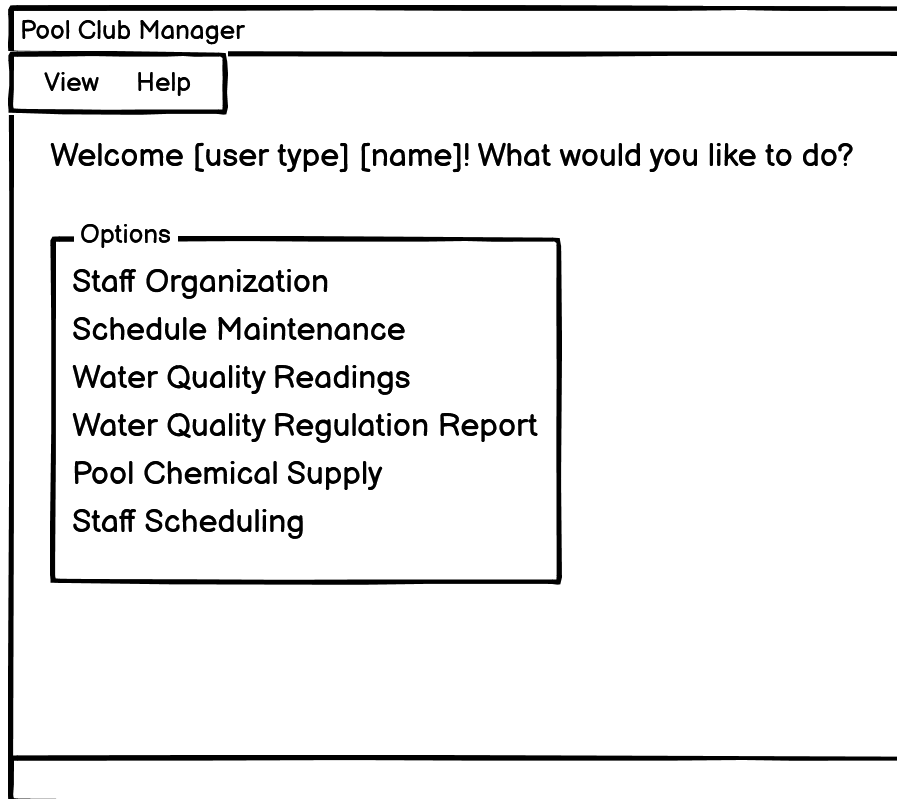 Pool Club Manager
View Help
Welcome [user type] [name]! What would you like to do?
Options
Staff Organization
Schedule Maintenance
Water Quality Readings
Water Quality Regulation Report
Pool Chemical Supply
Staff Scheduling